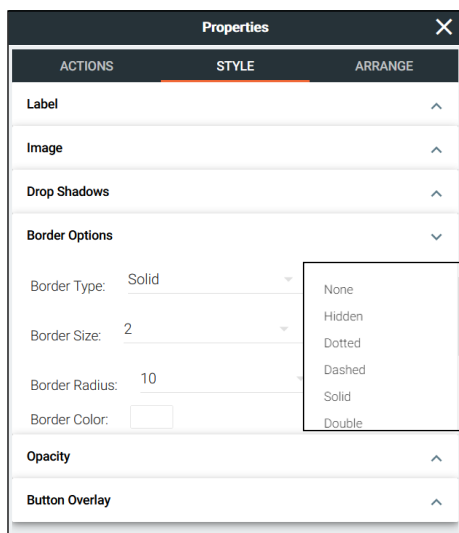 Properties
ACTIONS STYLE ARRANGE
Label
Image
Drop Shadows
Border Options
Border Type: Solid
Border Size: 2
Border Radius: 10
Border Color:
None
Hidden
Dotted
Dashed
Solid
Double
Opacity
Button Overlay